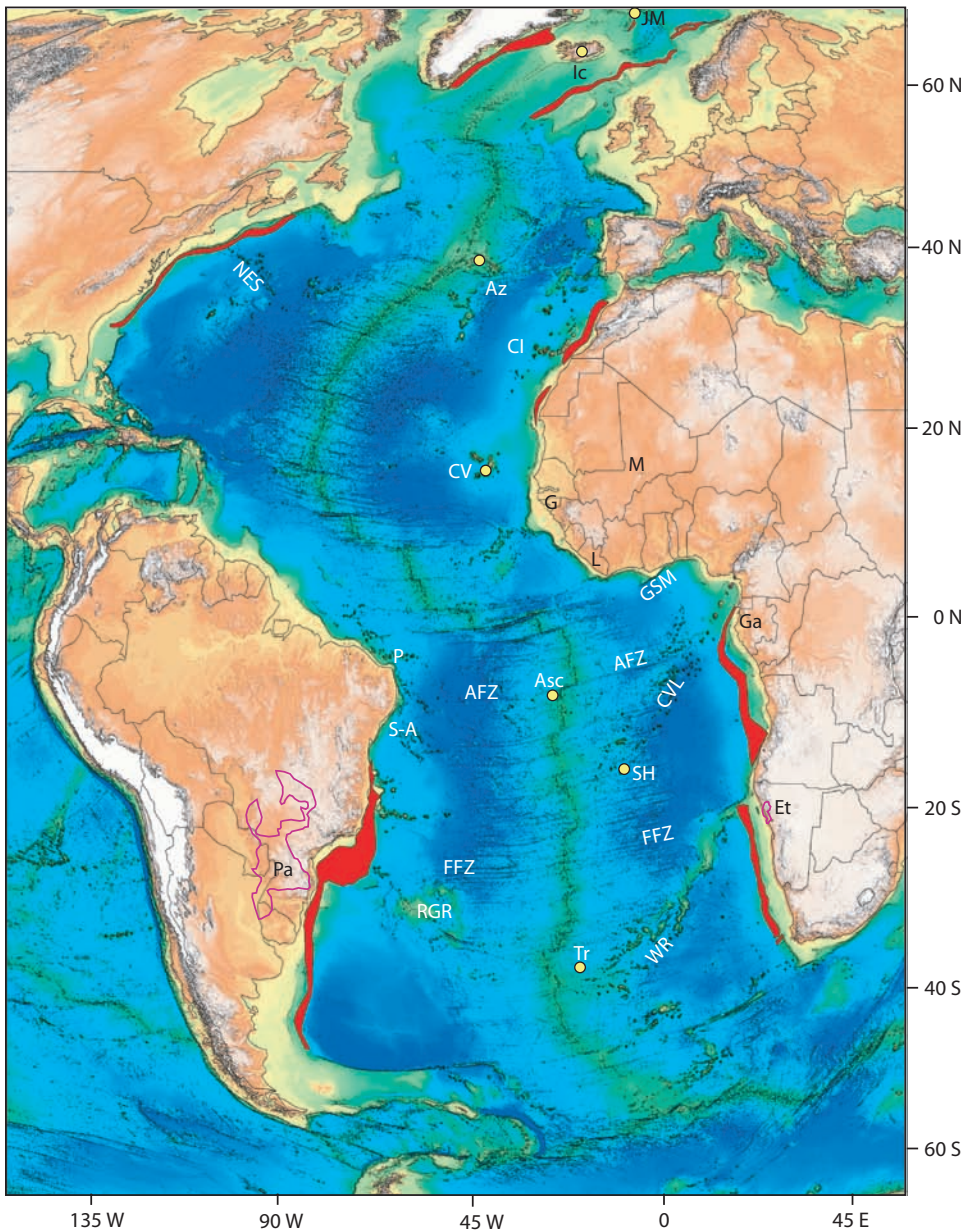 JM
Ic
60 N
NES
40 N
Az
CI
20 N
CV
M
G
L
GSM
Ga
0 N
P
AFZ
Asc
AFZ
CVL
S-A
SH
Et
20 S
FFZ
Pa
FFZ
RGR
WR
Tr
40 S
60 S
135 W
90 W
45 W
0
45 E